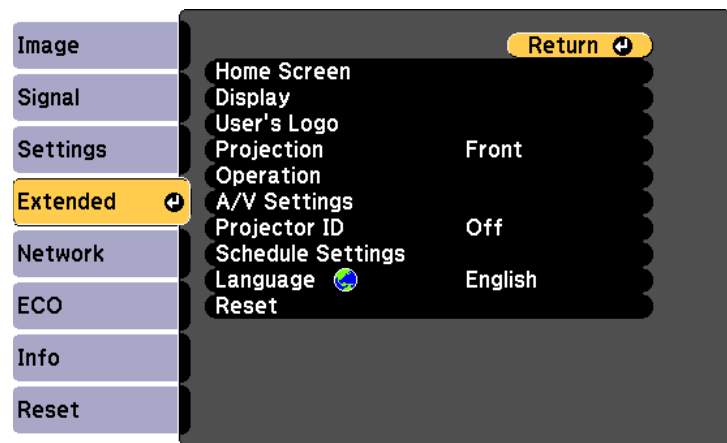 Image
Signal
Settings
Extended
Network
ECO
Info
Reset
Return
Home Screen
Display
User's Logo
Projection Front
Operation
A/V Settings
Projector ID Off
Schedule Settings
Language English
Reset